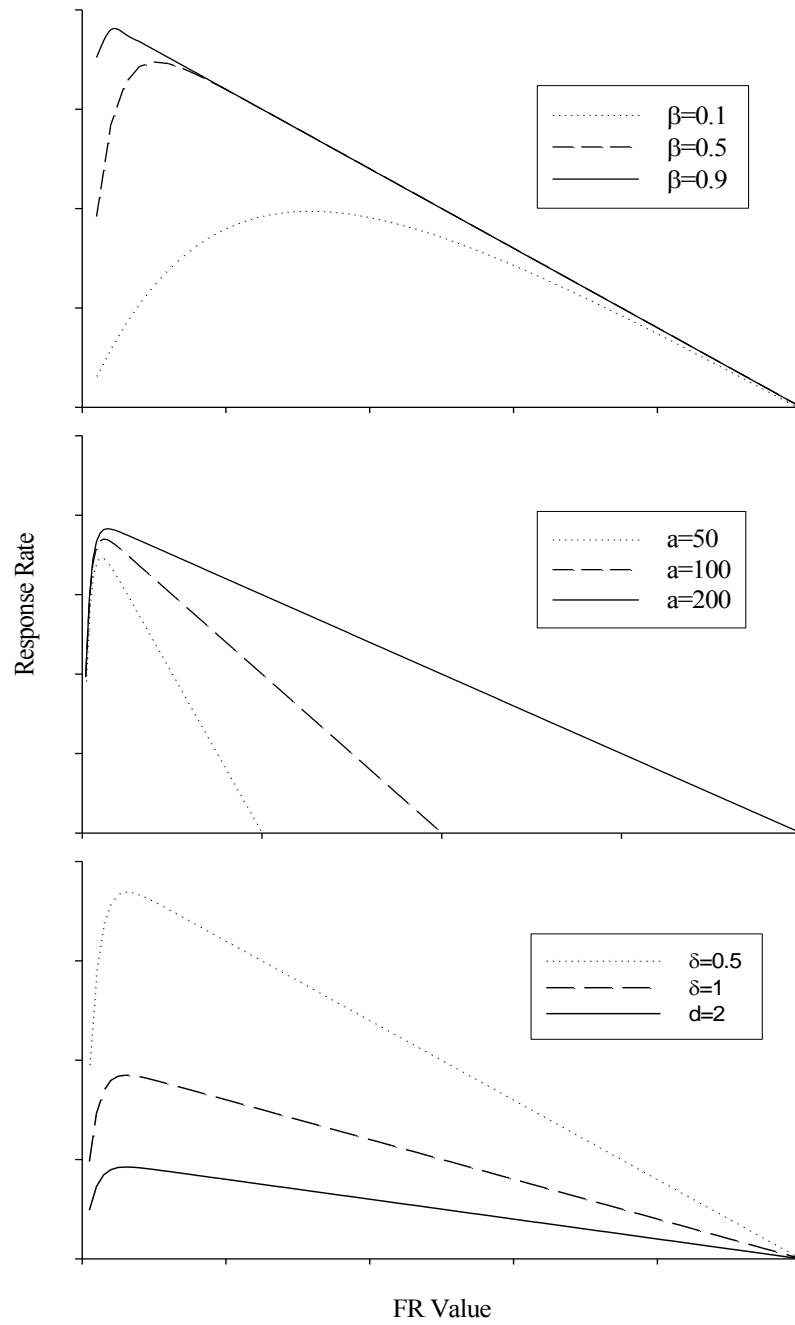 β=0.1
β=0.5
β=0.9
Response Rate
a=50
a=100
a=200
δ=0.5
δ=1
d=2
FR Value